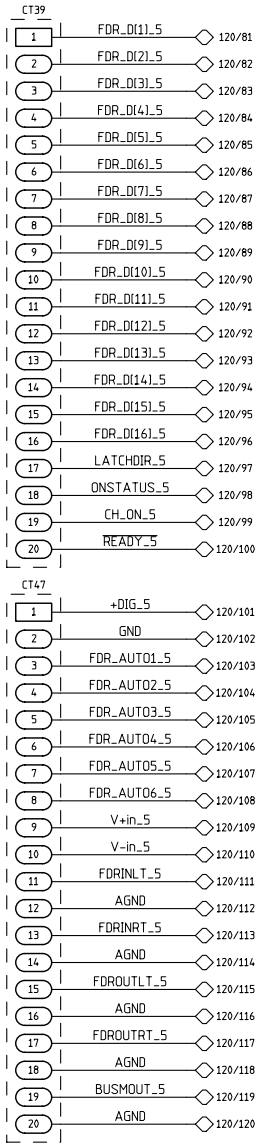 CT39
1 FDR_D[1]_5 120/81
2 FDR_D[2]_5 120/82
3 FDR_D[3]_5 120/83
4 FDR_D[4]_5 120/84
5 FDR_D[5]_5 120/85
6 FDR_D[6]_5 120/86
7 FDR_D[7]_5 120/87
8 FDR_D[8]_5 120/88
9 FDR_D[9]_5 120/89
10 FDR_D[10]_5 120/90
11 FDR_D[11]_5 120/91
12 FDR_D[12]_5 120/92
13 FDR_D[13]_5 120/93
14 FDR_D[14]_5 120/94
15 FDR_D[15]_5 120/95
16 FDR_D[16]_5 120/96
17 LATCHDIR_5 120/97
18 ONSTATUS_5 120/98
19 CH_ON_5 120/99
20 READY_5 120/100
CT47
1 +DIG_5 120/101
2 GND 120/102
3 FDR_AUTO1_5 120/103
4 FDR_AUTO2_5 120/104
5 FDR_AUTO3_5 120/105
6 FDR_AUTO4_5 120/106
7 FDR_AUTO5_5 120/107
8 FDR_AUTO6_5 120/108
9 V+in_5 120/109
10 V-in_5 120/110
11 FDRINLT_5 120/111
12 AGND 120/112
13 FDRINRT_5 120/113
14 AGND 120/114
15 FDROUTLT_5 120/115
16 AGND 120/116
17 FDROUTRT_5 120/117
18 AGND 120/118
19 BUSMOUT_5 120/119
20 AGND 120/120